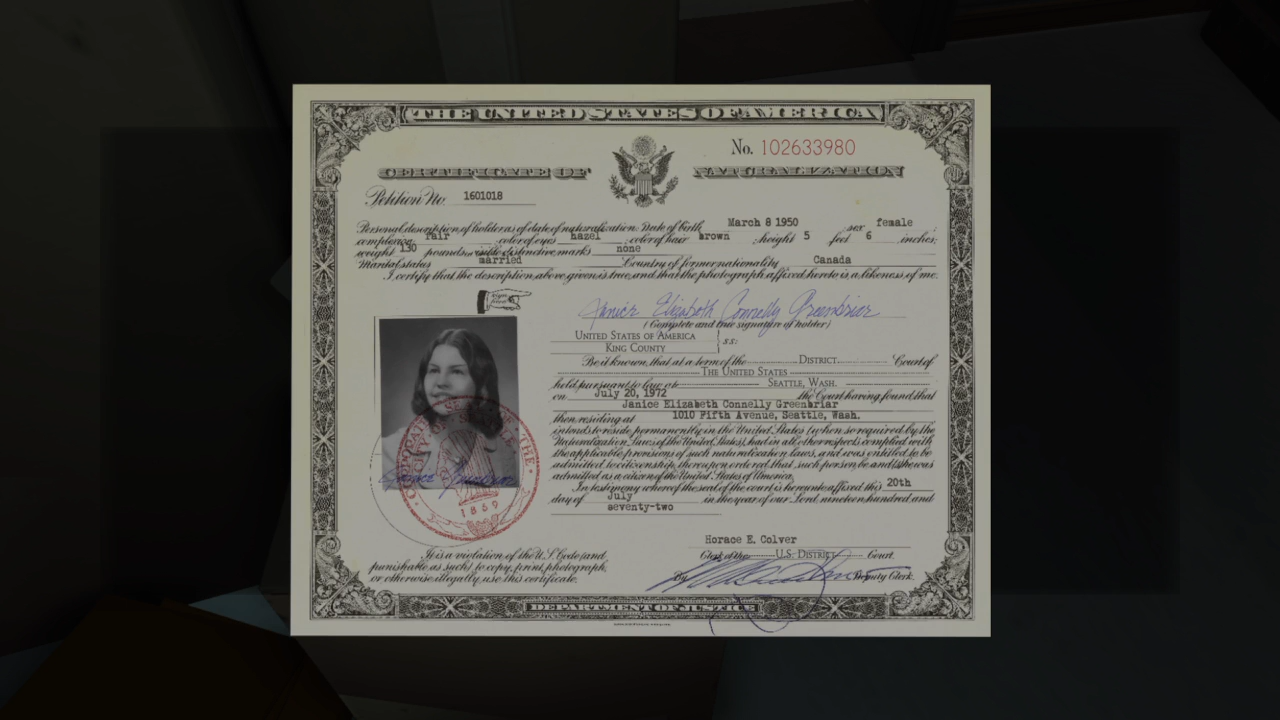 THE UNITED STATES OF AMERICA
No. 102633980
CERTIFICATE OF NATURALIZATION
Petition No. 1601018
Personal description of holder as of date of naturalization. Date of birth March 8 1950 sex female
complexion fair color of eyes hazel color of hair brown height 5 feet 6 inches;
weight 130 pounds; visible distinctive marks none
Marital status married Country of former nationality Canada
I certify that the description above given is true, and that the photograph affixed hereto is a likeness of me.
Janice Elizabeth Connelly Greenbriar
(Complete and true signature of holder)
UNITED STATES OF AMERICA
KING COUNTY
ss:
Be it known, that at a term of the DISTRICT Court of
THE UNITED STATES
held pursuant to law at SEATTLE, WASH.
on July 20, 1972 the Court having found that
Janice Elizabeth Connelly Greenbriar
then residing at 1010 Fifth Avenue, Seattle, Wash.
intends to reside permanently in the United States (when so required by the
Naturalization Laws of the United States), had in all other respects complied with
the applicable provisions of such naturalization laws, and was entitled to be
admitted to citizenship, thereupon ordered that such person be and (s)he was
admitted as a citizen of the United States of America.
In testimony whereof the seal of the court is hereunto affixed this 20th
day of July in the year of our Lord nineteen hundred and
seventy-two
Janice Greenbriar
1859
It is a violation of the U.S. Code (and
punishable as such) to copy, print, photograph,
or otherwise illegally use this certificate.
Horace E. Colver
Clerk of the U.S. DISTRICT Court.
By Deputy Clerk.
DEPARTMENT OF JUSTICE